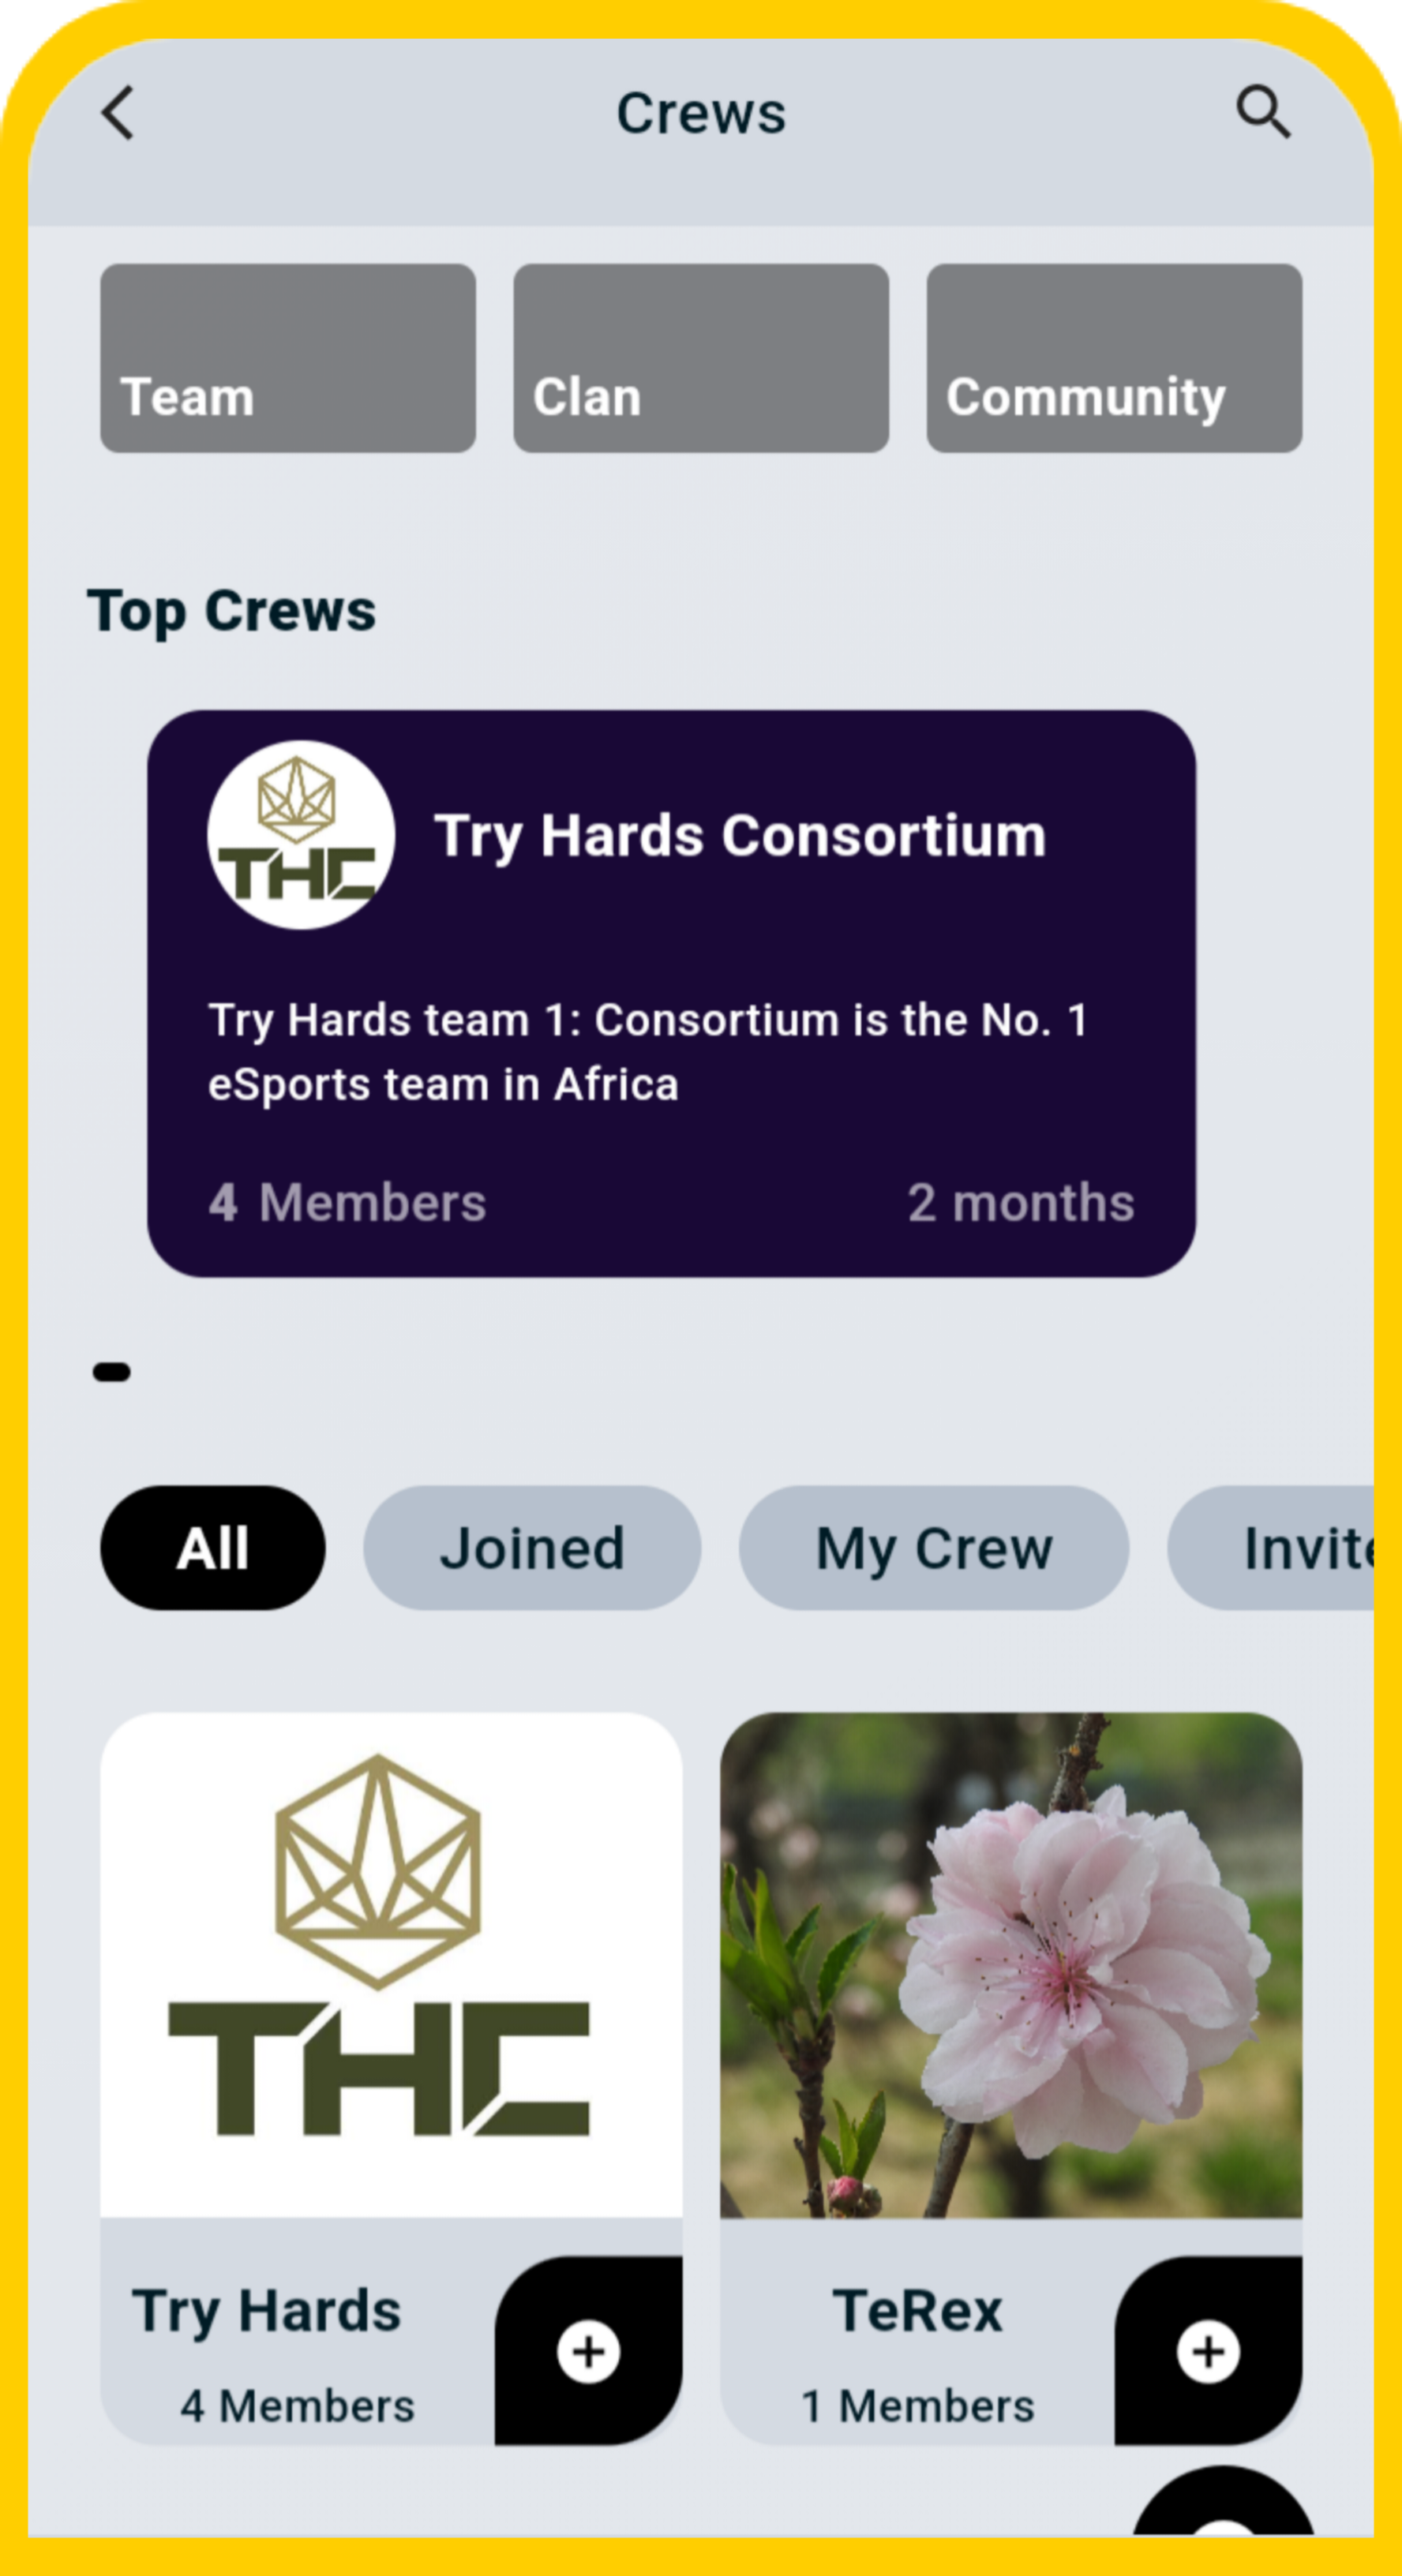 Crews
Team
Clan
Community
Top Crews
THC
Try Hards Consortium
Try Hards team 1: Consortium is the No. 1
eSports team in Africa
4 Members
2 months
All
Joined
My Crew
THC
Try Hards
4 Members
TeRex
1 Members